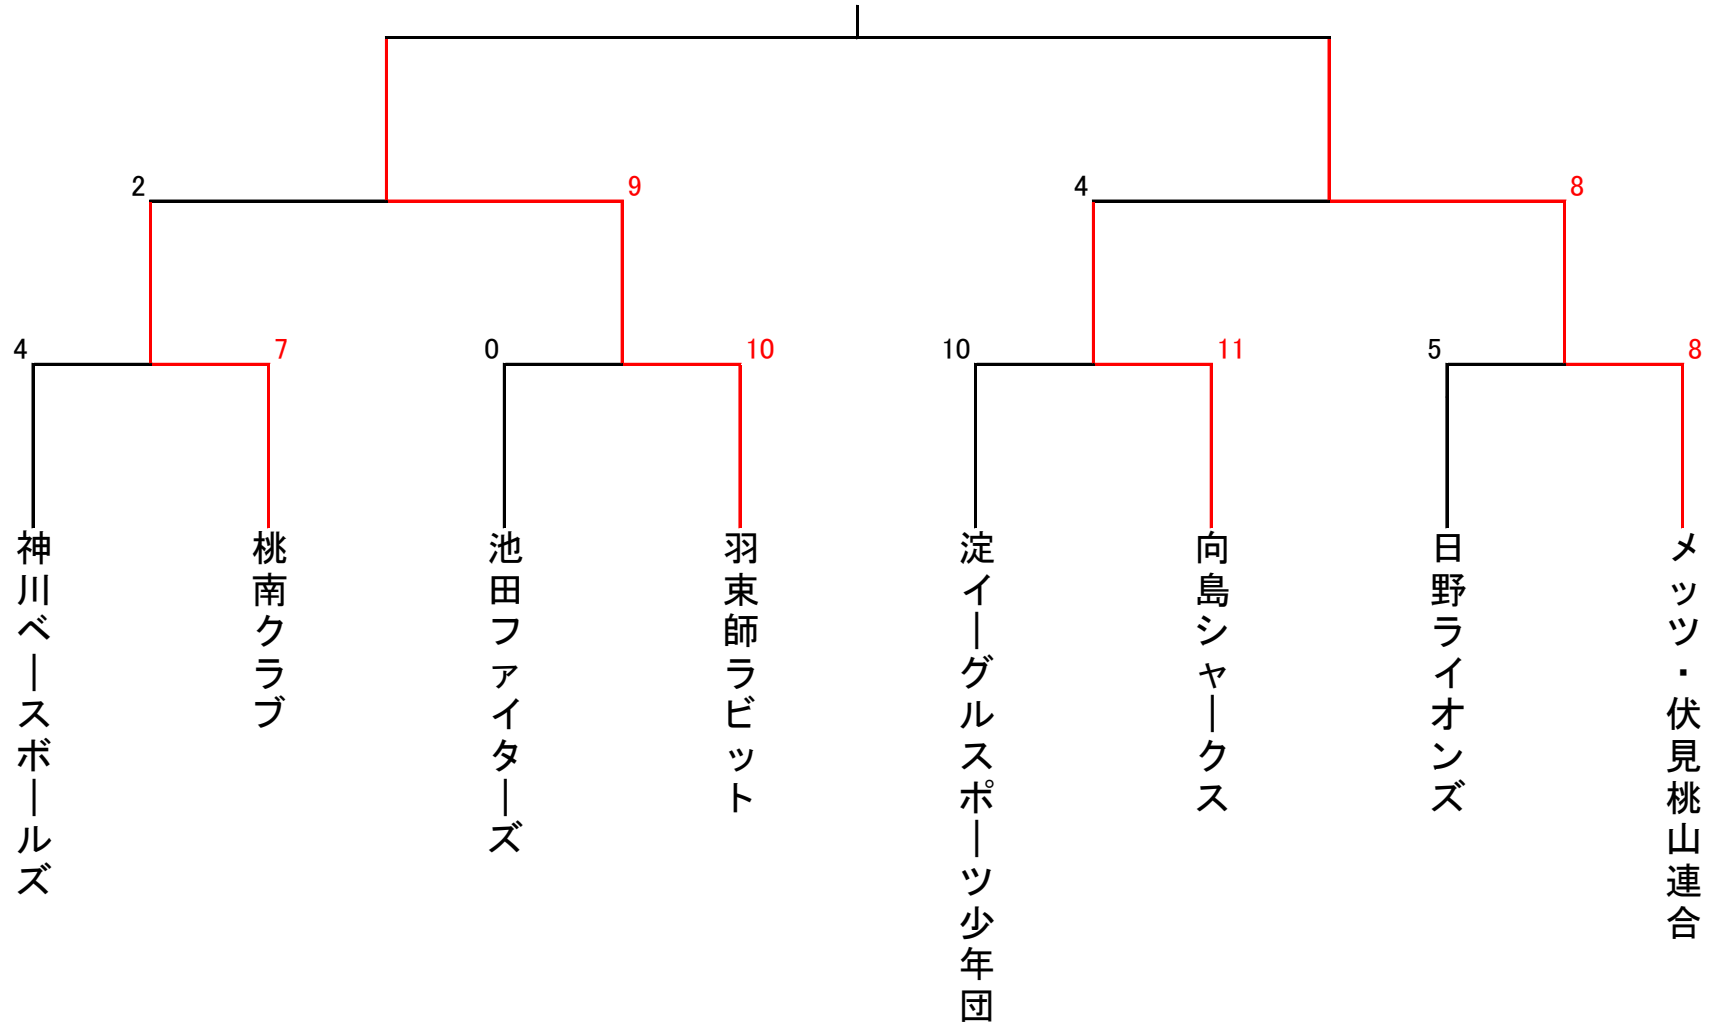 2 9 4 8
4 7 0 10 10 11 5 8
神川ベースボールズ
桃南クラブ
池田ファイターズ
羽束師ラビット
淀イーグルスポーツ少年団
向島シャークス
日野ライオンズ
メッツ・伏見桃山連合